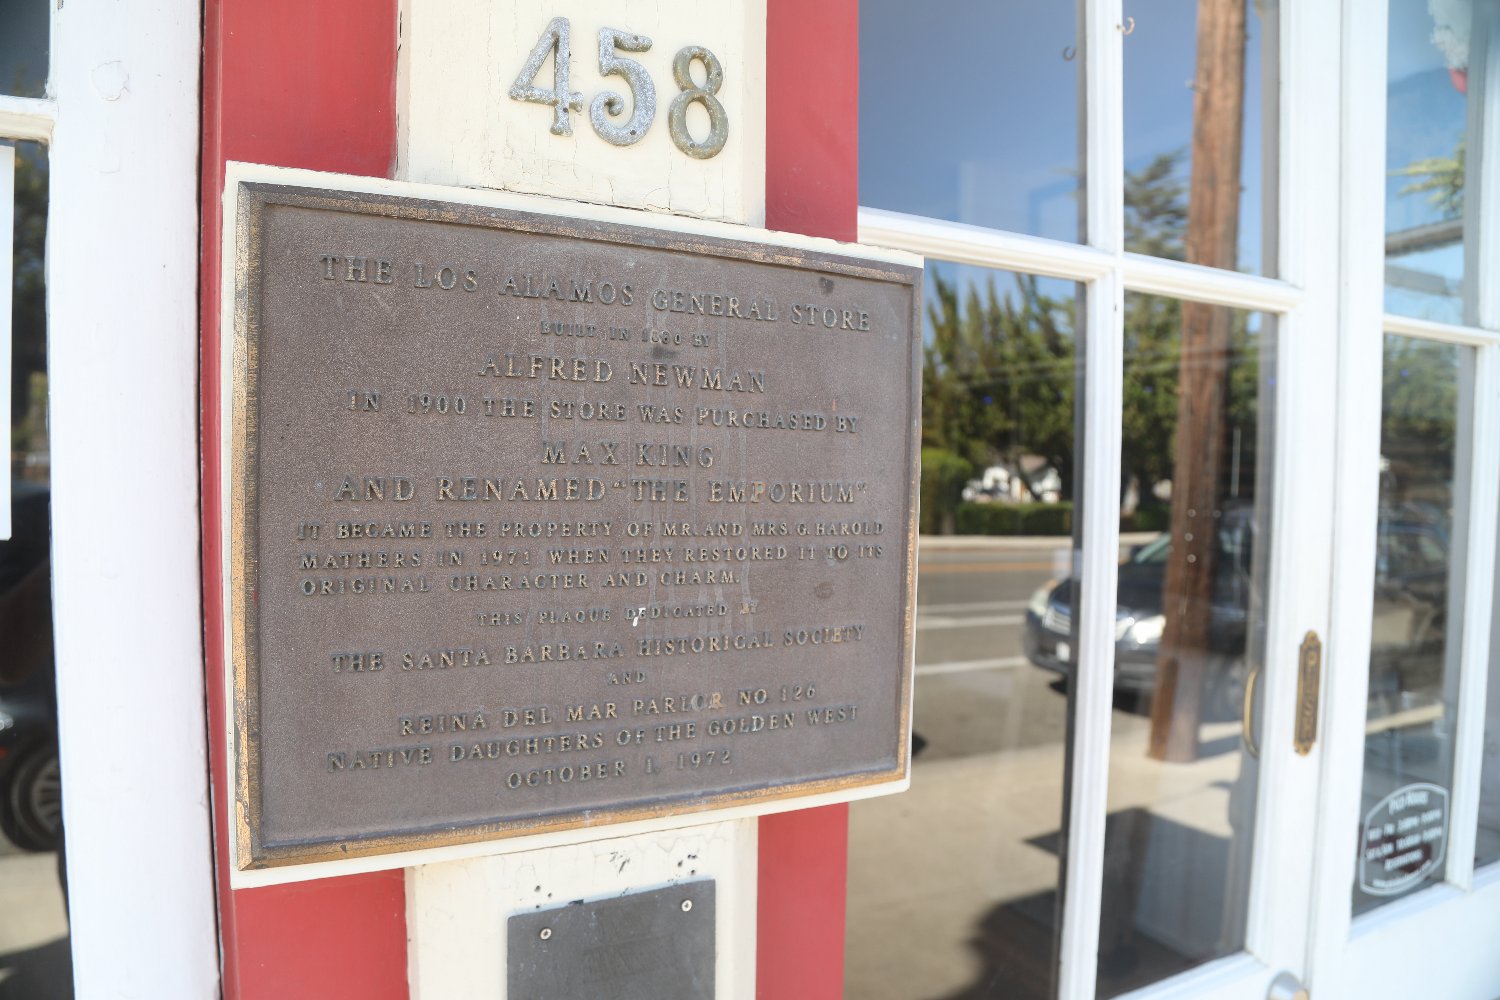 458
THE LOS ALAMOS GENERAL STORE
BUILT IN 1880 BY
ALFRED NEWMAN
IN 1900 THE STORE WAS PURCHASED BY
MAX KING
AND RENAMED "THE EMPORIUM"
IT BECAME THE PROPERTY OF MR. AND MRS. G. HAROLD
MATHERS IN 1971 WHEN THEY RESTORED IT TO ITS
ORIGINAL CHARACTER AND CHARM.
THIS PLAQUE DEDICATED BY
THE SANTA BARBARA HISTORICAL SOCIETY
AND
REINA DEL MAR PARLOR NO. 126
NATIVE DAUGHTERS OF THE GOLDEN WEST
OCTOBER 1, 1972